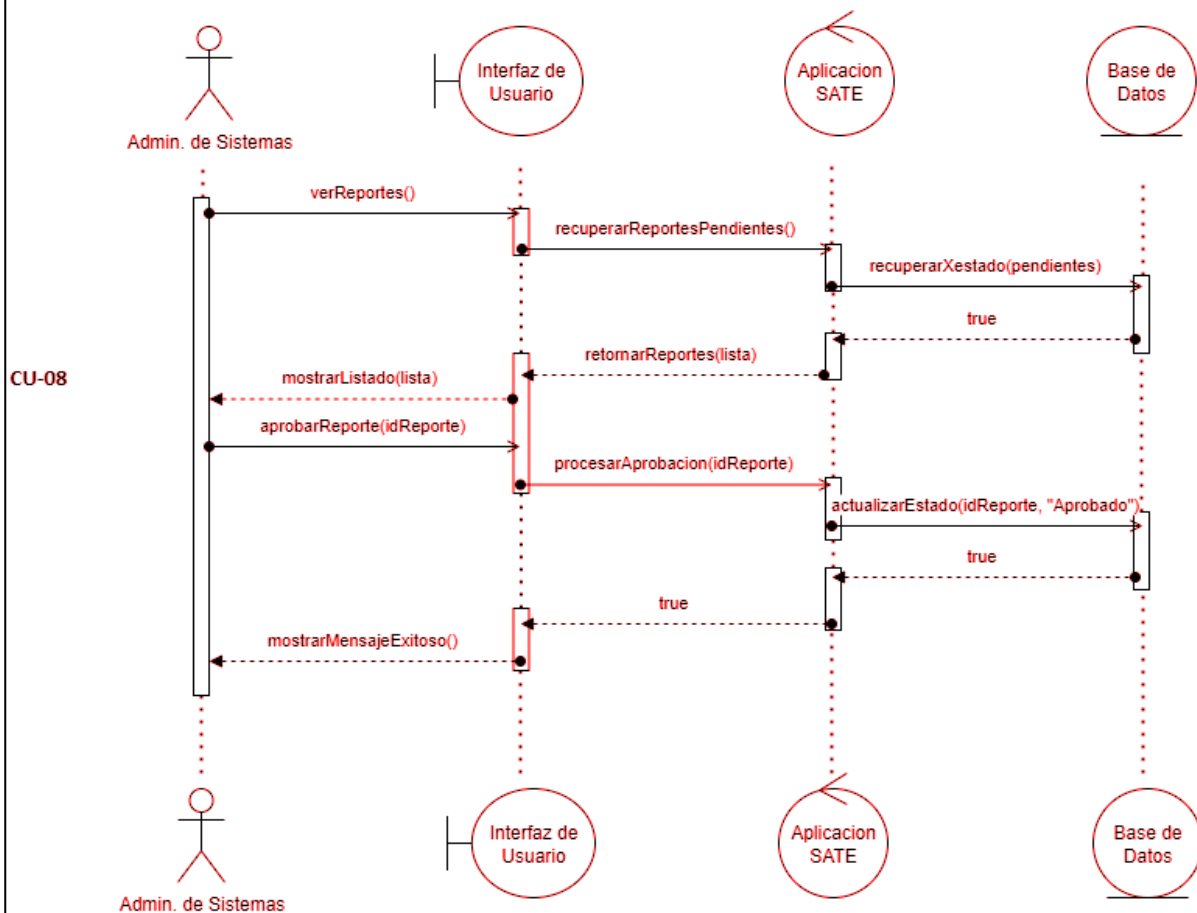 Interfaz de
Usuario
Aplicacion
SATE
Base de
Datos
Admin. de Sistemas
verReportes()
recuperarReportesPendientes()
recuperarXestado(pendientes)
true
retornarReportes(lista)
mostrarListado(lista)
CU-08
aprobarReporte(idReporte)
procesarAprobacion(idReporte)
actualizarEstado(idReporte, "Aprobado")
true
true
mostrarMensajeExitoso()
Interfaz de
Usuario
Aplicacion
SATE
Base de
Datos
Admin. de Sistemas